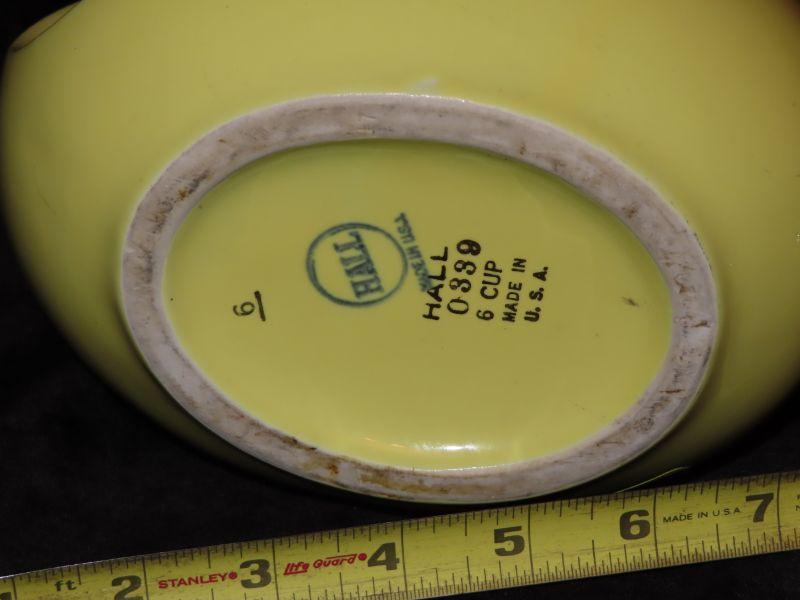 HALL
MADE IN U.S.A.
HALL
0339
6 CUP
MADE IN
U. S. A.
6
ft 2 STANLEY® 3 Life Guard 4 5 6 MADE IN U S A 7